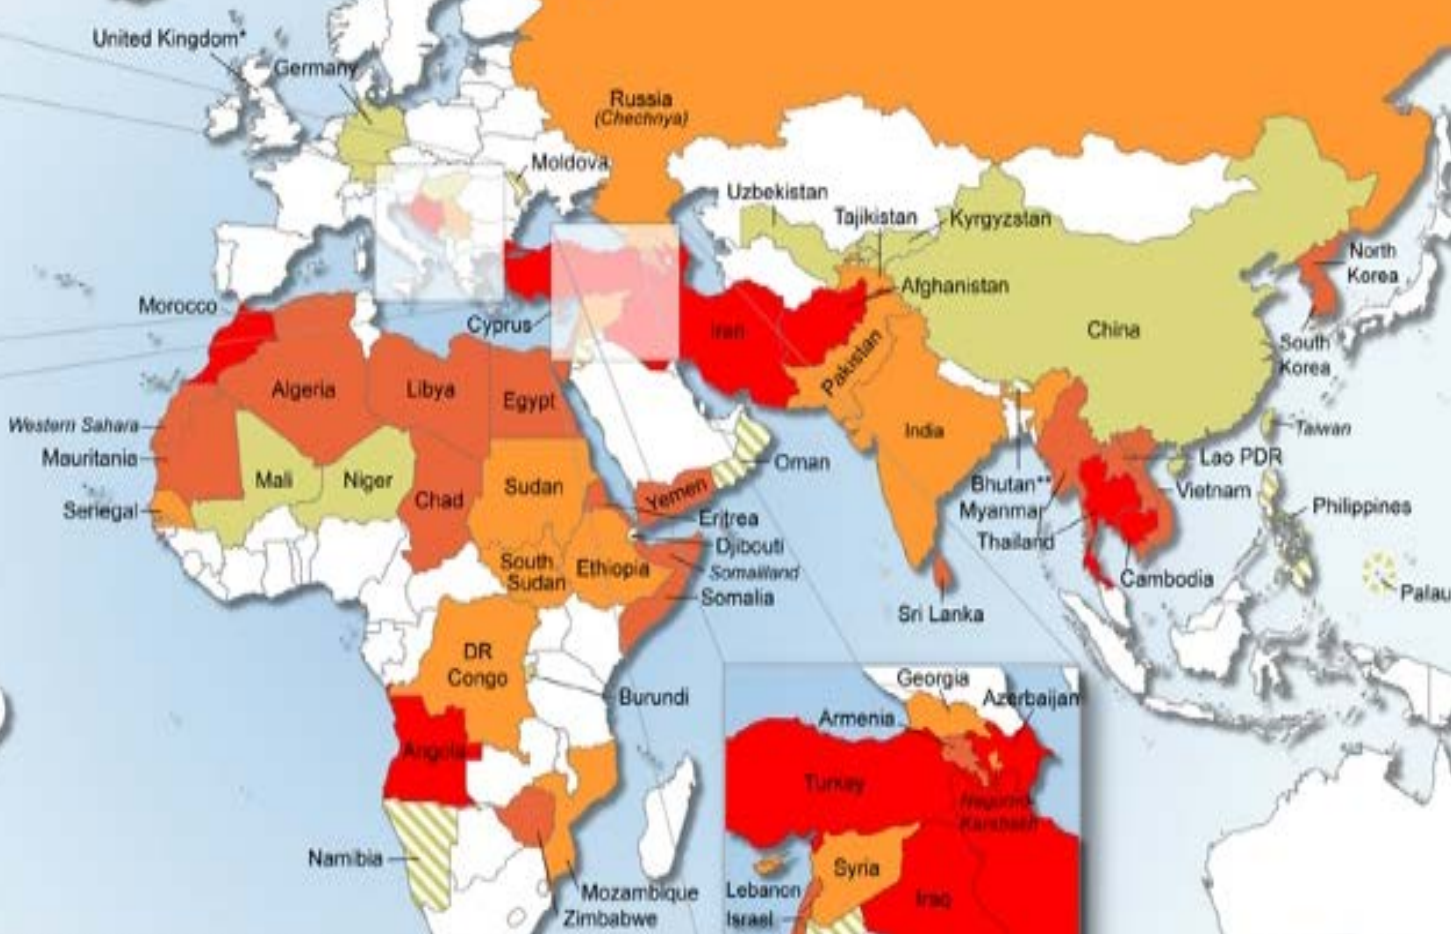 United Kingdom*
Germany
Russia
(Chechnya)
Moldova
Uzbekistan
Tajikistan
Kyrgyzstan
North
Korea
Afghanistan
Morocco
Cyprus
Iran
China
South
Korea
Pakistan
Algeria
Libya
Egypt
India
Western Sahara
Taiwan
Mauritania
Oman
Lao PDR
Mali
Niger
Sudan
Yemen
Bhutan**
Vietnam
Chad
Senegal
Eritrea
Myanmar
Philippines
Djibouti
Thailand
South
Sudan
Ethiopia
Somaliland
Cambodia
Somalia
Palau
Sri Lanka
DR
Congo
Burundi
Georgia
Azerbaijan
Armenia
Angola
Turkey
Nagorno-
Karabakh
Namibia
Syria
Lebanon
Mozambique
Iraq
Zimbabwe
Israel